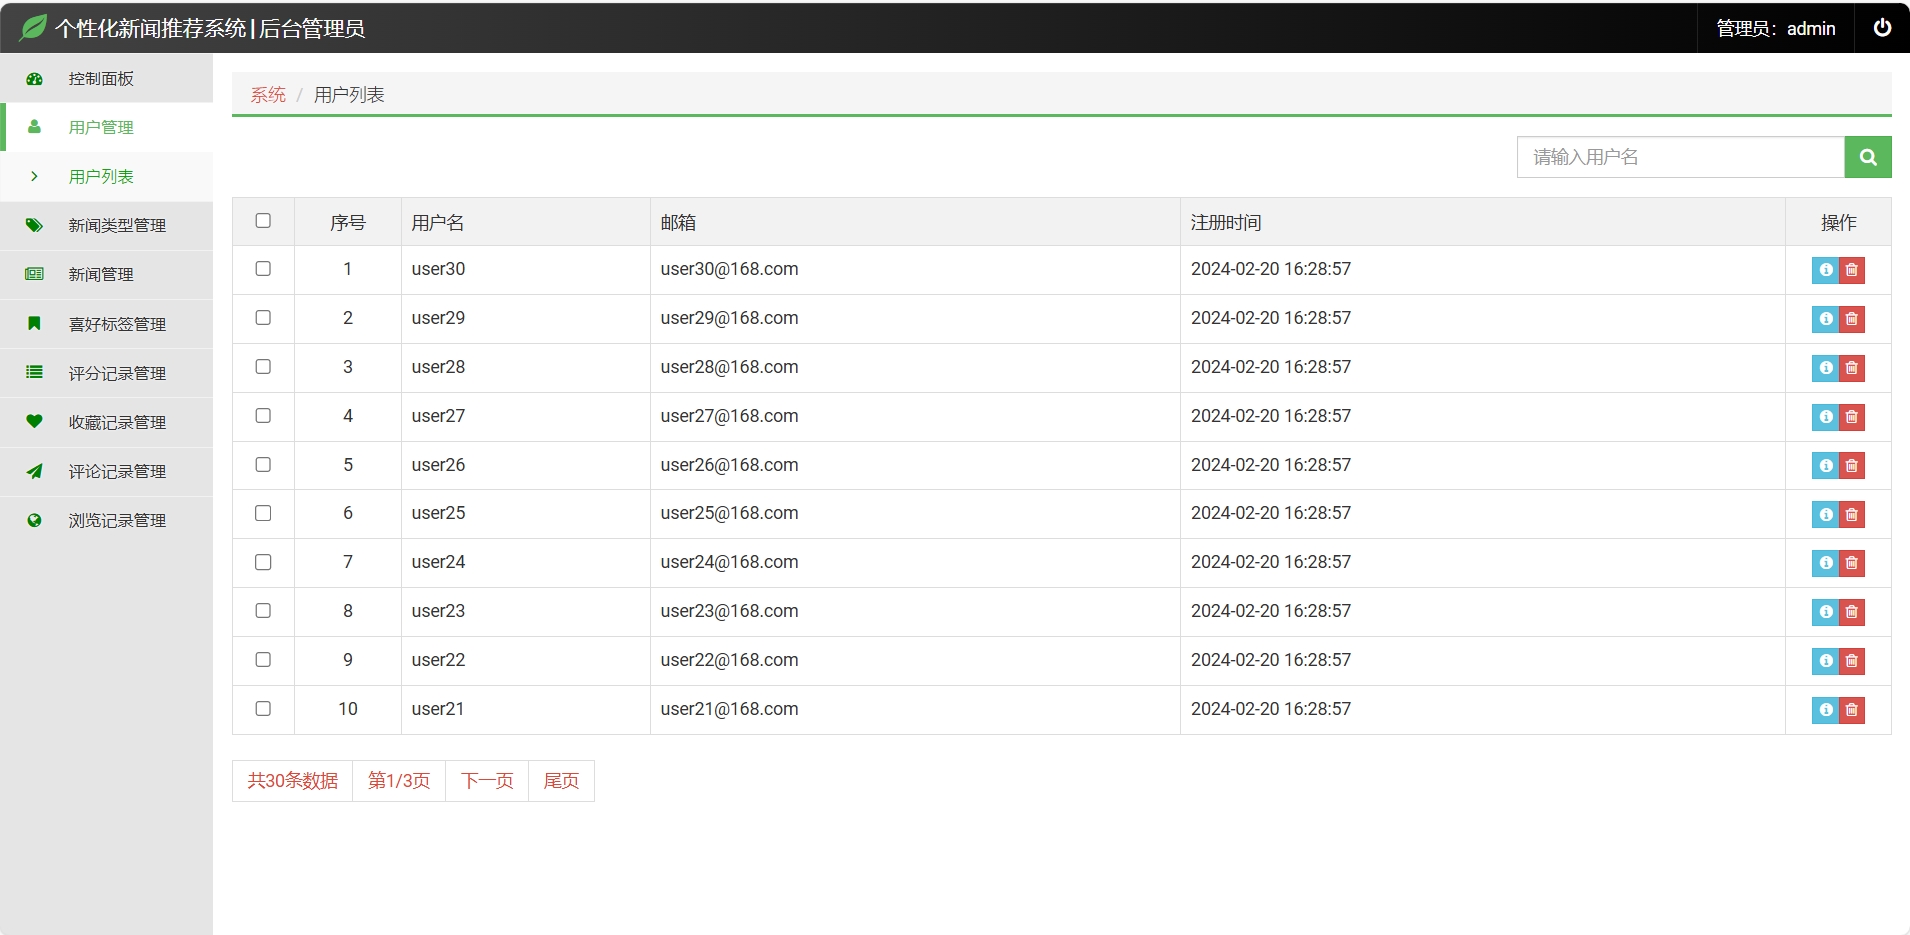 个性化新闻推荐系统|后台管理员
管理员：admin
控制面板
用户管理
用户列表
新闻类型管理
新闻管理
喜好标签管理
评分记录管理
收藏记录管理
评论记录管理
浏览记录管理
系统 / 用户列表
请输入用户名
序号 用户名 邮箱 注册时间 操作
1 user30 user30@168.com 2024-02-20 16:28:57
2 user29 user29@168.com 2024-02-20 16:28:57
3 user28 user28@168.com 2024-02-20 16:28:57
4 user27 user27@168.com 2024-02-20 16:28:57
5 user26 user26@168.com 2024-02-20 16:28:57
6 user25 user25@168.com 2024-02-20 16:28:57
7 user24 user24@168.com 2024-02-20 16:28:57
8 user23 user23@168.com 2024-02-20 16:28:57
9 user22 user22@168.com 2024-02-20 16:28:57
10 user21 user21@168.com 2024-02-20 16:28:57
共30条数据 第1/3页 下一页 尾页